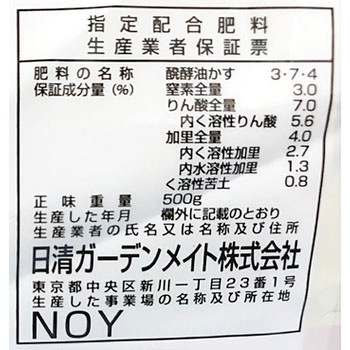 指定配合肥料
生産業者保証票
肥料の名称 醗酵油かす 3・7・4
保証成分量(%) 窒素全量 3.0
りん酸全量 7.0
内く溶性りん酸 5.6
加里全量 4.0
内く溶性加里 2.7
内水溶性加里 1.3
く溶性苦土 0.8
正味重量 500g
生産した年月 欄外に記載のとおり
生産業者の氏名又は名称及び住所
日清ガーデンメイト株式会社
東京都中央区新川一丁目23番1号
生産した事業場の名称及び所在地
NOY